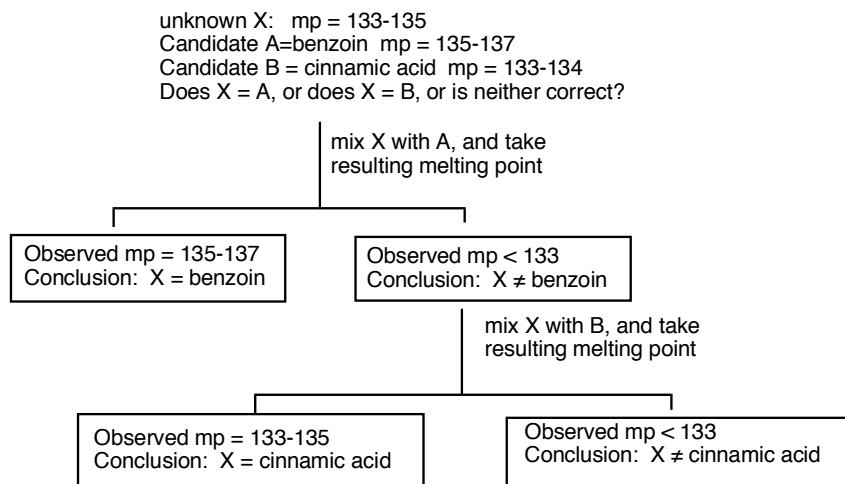 unknown X:  mp = 133-135
Candidate A=benzoin  mp = 135-137
Candidate B = cinnamic acid  mp = 133-134
Does X = A, or does X = B, or is neither correct?
mix X with A, and take
resulting melting point
Observed mp = 135-137
Conclusion:  X = benzoin
Observed mp < 133
Conclusion:  X ≠ benzoin
mix X with B, and take
resulting melting point
Observed mp = 133-135
Conclusion:  X = cinnamic acid
Observed mp < 133
Conclusion:  X ≠ cinnamic acid